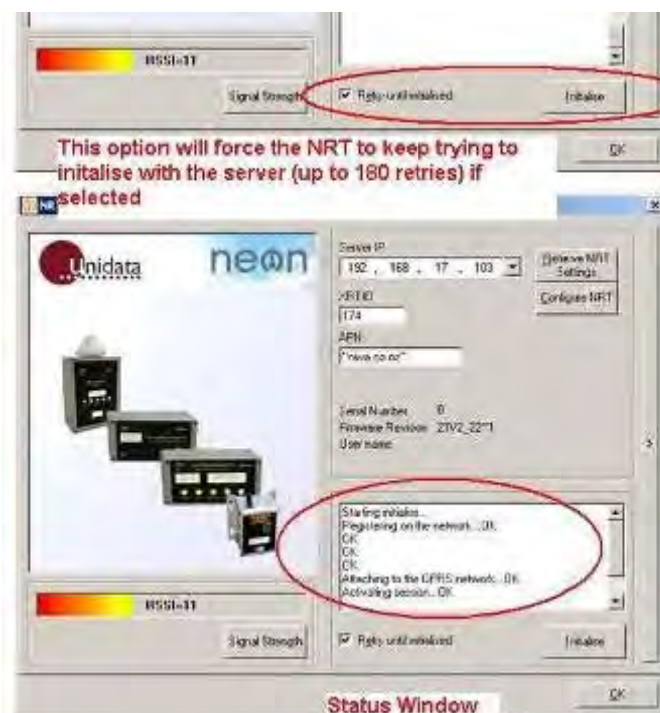 RSSI=11
Signal Strength
Retry until initialised
Initialise
This option will force the NRT to keep trying to
initalise with the server (up to 180 retries) if
selected
OK
NR
Unidata
neon
Server IP
192 . 168 . 17 . 103
Retrieve NRT
Settings
NRT ID
174
Configure NRT
APN
Serial Number 0
Firmware Revision
User name
Starting initialise...
Registering on the network...OK
OK
OK
OK
Attaching to the GPRS network...OK
Activating session...OK
RSSI=11
Signal Strength
Retry until initialised
Initialise
Status Window
OK